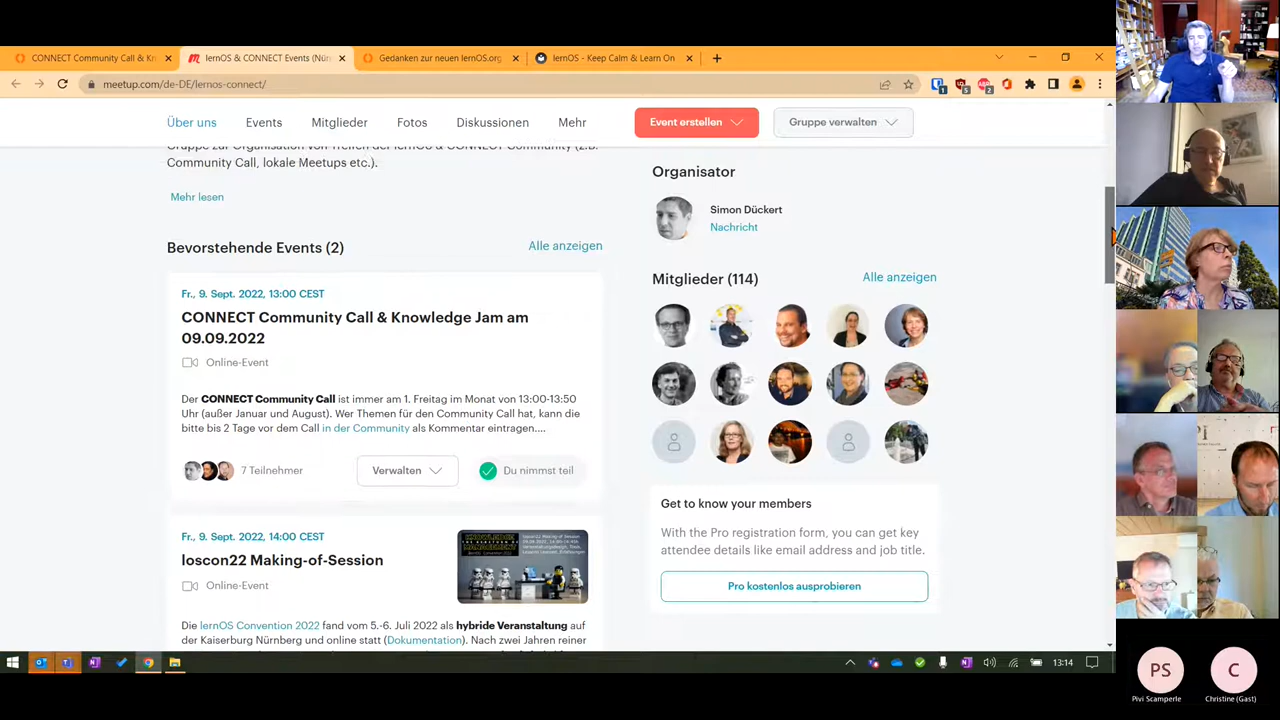 CONNECT Community Call & Kn
lernOS & CONNECT Events (Nür
Gedanken zur neuen lernOS.org
lernOS - Keep Calm & Learn On
meetup.com/de-DE/lernos-connect/
Über uns
Events
Mitglieder
Fotos
Diskussionen
Mehr
Event erstellen
Gruppe verwalten
Gruppe zur Organisation von Treffen der lernOS & CONNECT Community (z.B.
Community Call, lokale Meetups etc.).
Mehr lesen
Bevorstehende Events (2)
Alle anzeigen
Fr., 9. Sept. 2022, 13:00 CEST
CONNECT Community Call & Knowledge Jam am
09.09.2022
Online-Event
Der CONNECT Community Call ist immer am 1. Freitag im Monat von 13:00-13:50
Uhr (außer Januar und August). Wer Themen für den Community Call hat, kann die
bitte bis 2 Tage vor dem Call in der Community als Kommentar eintragen....
7 Teilnehmer
Verwalten
Du nimmst teil
Fr., 9. Sept. 2022, 14:00 CEST
loscon22 Making-of-Session
Online-Event
Die lernOS Convention 2022 fand vom 5.-6. Juli 2022 als hybride Veranstaltung auf
der Kaiserburg Nürnberg und online statt (Dokumentation). Nach zwei Jahren reiner
Organisator
Simon Dückert
Nachricht
Mitglieder (114)
Alle anzeigen
Get to know your members
With the Pro registration form, you can get key
attendee details like email address and job title.
Pro kostenlos ausprobieren
13:14
PS
Pivi Scamperle
C
Christine (Gast)